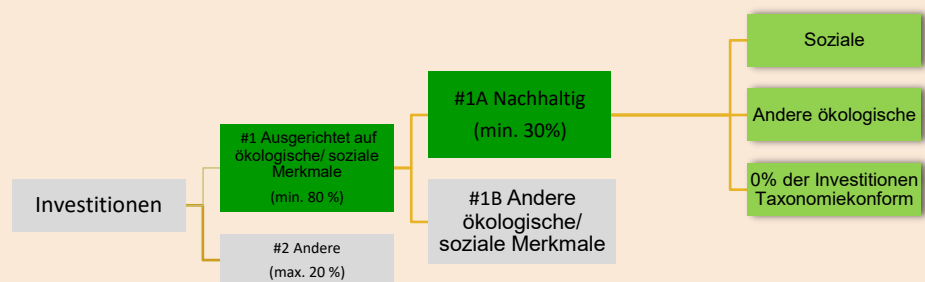 Investitionen
#1 Ausgerichtet auf
ökologische/ soziale
Merkmale
(min. 80 %)
#2 Andere
(max. 20 %)
#1A Nachhaltig
(min. 30%)
#1B Andere
ökologische/
soziale Merkmale
Soziale
Andere ökologische
0% der Investitionen
Taxonomiekonform